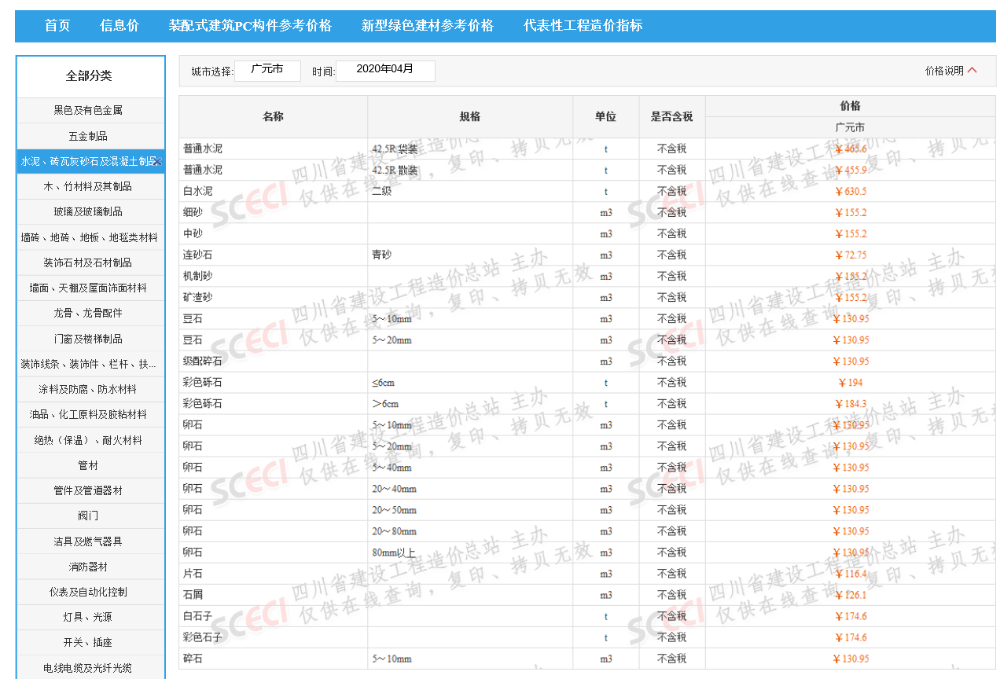 首页 信息价 装配式建筑PC构件参考价格 新型绿色建材参考价格 代表性工程造价指标
全部分类
黑色及有色金属
五金制品
水泥、砖瓦灰砂石及混凝土制品
木、竹材料及其制品
玻璃及玻璃制品
墙砖、地砖、地板、地毯类材料
装饰石材及石材制品
墙面、天棚及屋面饰面材料
龙骨、龙骨配件
门窗及楼梯制品
装饰线条、装饰件、栏杆、扶...
涂料及防腐、防水材料
油品、化工原料及胶粘材料
绝热（保温）、耐火材料
管材
管件及管道器材
阀门
洁具及燃气器具
消防器材
仪表及自动化控制
灯具、光源
开关、插座
电线电缆及光纤光缆
城市选择: 广元市 时间: 2020年04月 价格说明
名称 规格 单位 是否含税 价格
广元市
普通水泥 42.5R 袋装 t 不含税 ￥465.6
普通水泥 42.5R 散装 t 不含税 ￥455.9
白水泥 二级 t 不含税 ￥630.5
细砂 m3 不含税 ￥155.2
中砂 m3 不含税 ￥155.2
连砂石 青砂 m3 不含税 ￥72.75
机制砂 m3 不含税 ￥155.2
矿渣砂 m3 不含税 ￥155.2
豆石 5～10mm m3 不含税 ￥130.95
豆石 5～20mm m3 不含税 ￥130.95
级配碎石 m3 不含税 ￥130.95
彩色砾石 ≤6cm t 不含税 ￥194
彩色砾石 ＞6cm t 不含税 ￥184.3
卵石 5～10mm m3 不含税 ￥130.95
卵石 5～20mm m3 不含税 ￥130.95
卵石 5～40mm m3 不含税 ￥130.95
卵石 20～40mm m3 不含税 ￥130.95
卵石 20～50mm m3 不含税 ￥130.95
卵石 20～80mm m3 不含税 ￥130.95
卵石 80mm以上 m3 不含税 ￥130.95
片石 m3 不含税 ￥116.4
石屑 m3 不含税 ￥126.1
白石子 t 不含税 ￥174.6
彩色石子 t 不含税 ￥174.6
碎石 5～10mm m3 不含税 ￥130.95
SCECI 四川省建设工程造价总站 主办
仅供在线查询，复印、拷贝无效